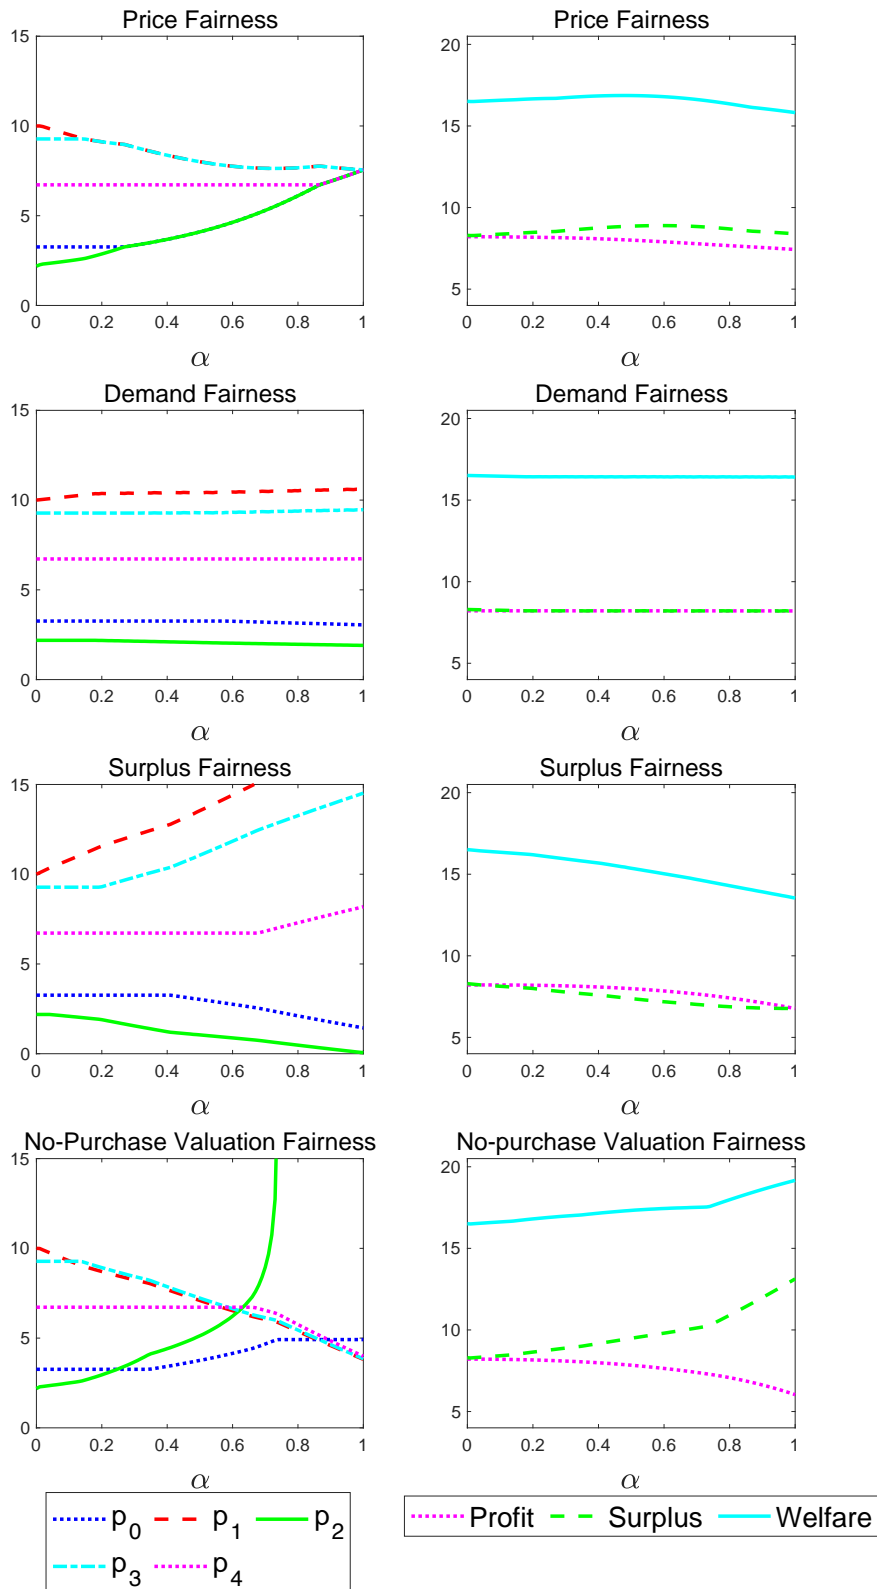 Price Fairness
15
10
5
0
0 0.2 0.4 0.6 0.8 1
α
Price Fairness
20
15
10
5
0 0.2 0.4 0.6 0.8 1
α
Demand Fairness
15
10
5
0
0 0.2 0.4 0.6 0.8 1
α
Demand Fairness
20
15
10
5
0 0.2 0.4 0.6 0.8 1
α
Surplus Fairness
15
10
5
0
0 0.2 0.4 0.6 0.8 1
α
Surplus Fairness
20
15
10
5
0 0.2 0.4 0.6 0.8 1
α
No-Purchase Valuation Fairness
15
10
5
0
0 0.2 0.4 0.6 0.8 1
α
No-purchase Valuation Fairness
20
15
10
5
0 0.2 0.4 0.6 0.8 1
α
p₀ p₁ p₂
p₃ p₄
Profit Surplus Welfare